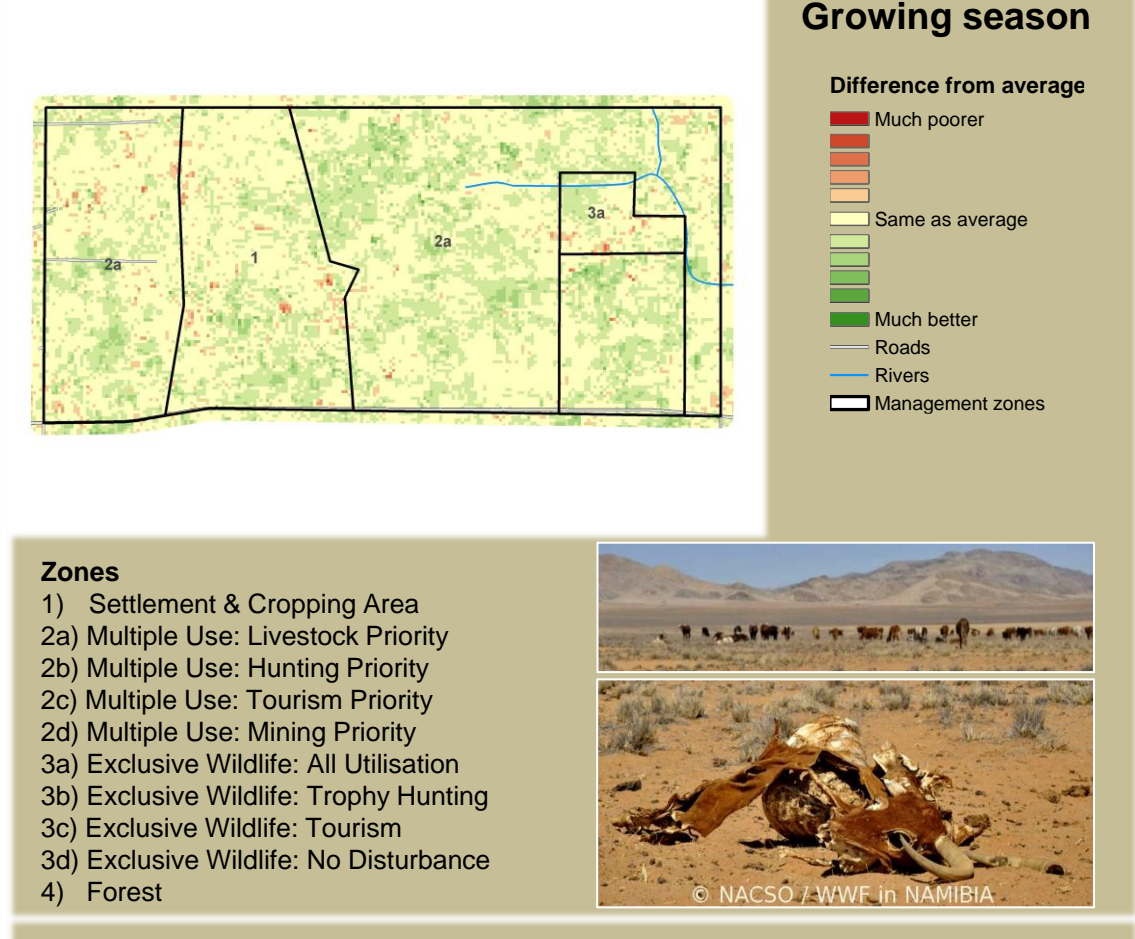 Growing season
Difference from average
Much poorer
Same as average
Much better
Roads
Rivers
Management zones
3a
2a
1
2a
Zones
1) Settlement & Cropping Area
2a) Multiple Use: Livestock Priority
2b) Multiple Use: Hunting Priority
2c) Multiple Use: Tourism Priority
2d) Multiple Use: Mining Priority
3a) Exclusive Wildlife: All Utilisation
3b) Exclusive Wildlife: Trophy Hunting
3c) Exclusive Wildlife: Tourism
3d) Exclusive Wildlife: No Disturbance
4) Forest
© NACSO / WWF in NAMIBIA